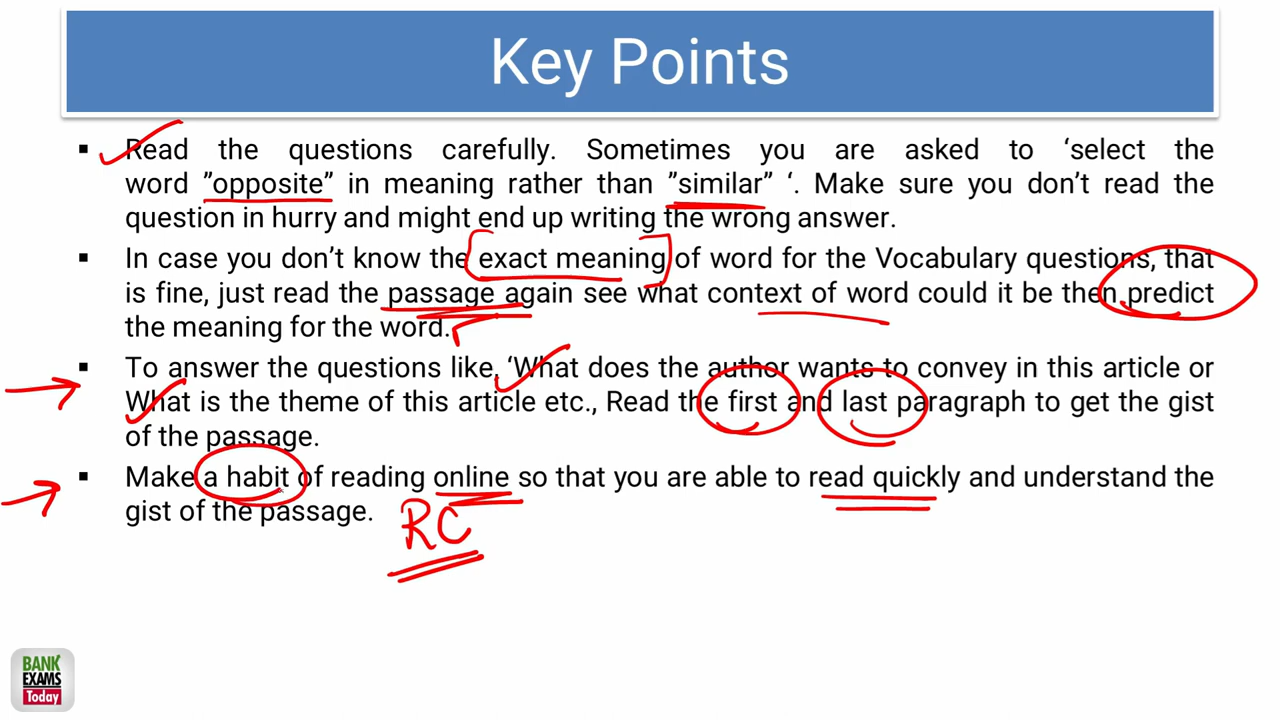 Key Points
▪ Read the questions carefully. Sometimes you are asked to ‘select the
word ”opposite” in meaning rather than ”similar” ‘. Make sure you don’t read the
question in hurry and might end up writing the wrong answer.
▪ In case you don’t know the exact meaning of word for the Vocabulary questions, that
is fine, just read the passage again see what context of word could it be then predict
the meaning for the word.
▪ To answer the questions like, ‘What does the author wants to convey in this article or
What is the theme of this article etc., Read the first and last paragraph to get the gist
of the passage.
▪ Make a habit of reading online so that you are able to read quickly and understand the
gist of the passage.
RC
BANK
EXAMS
Today